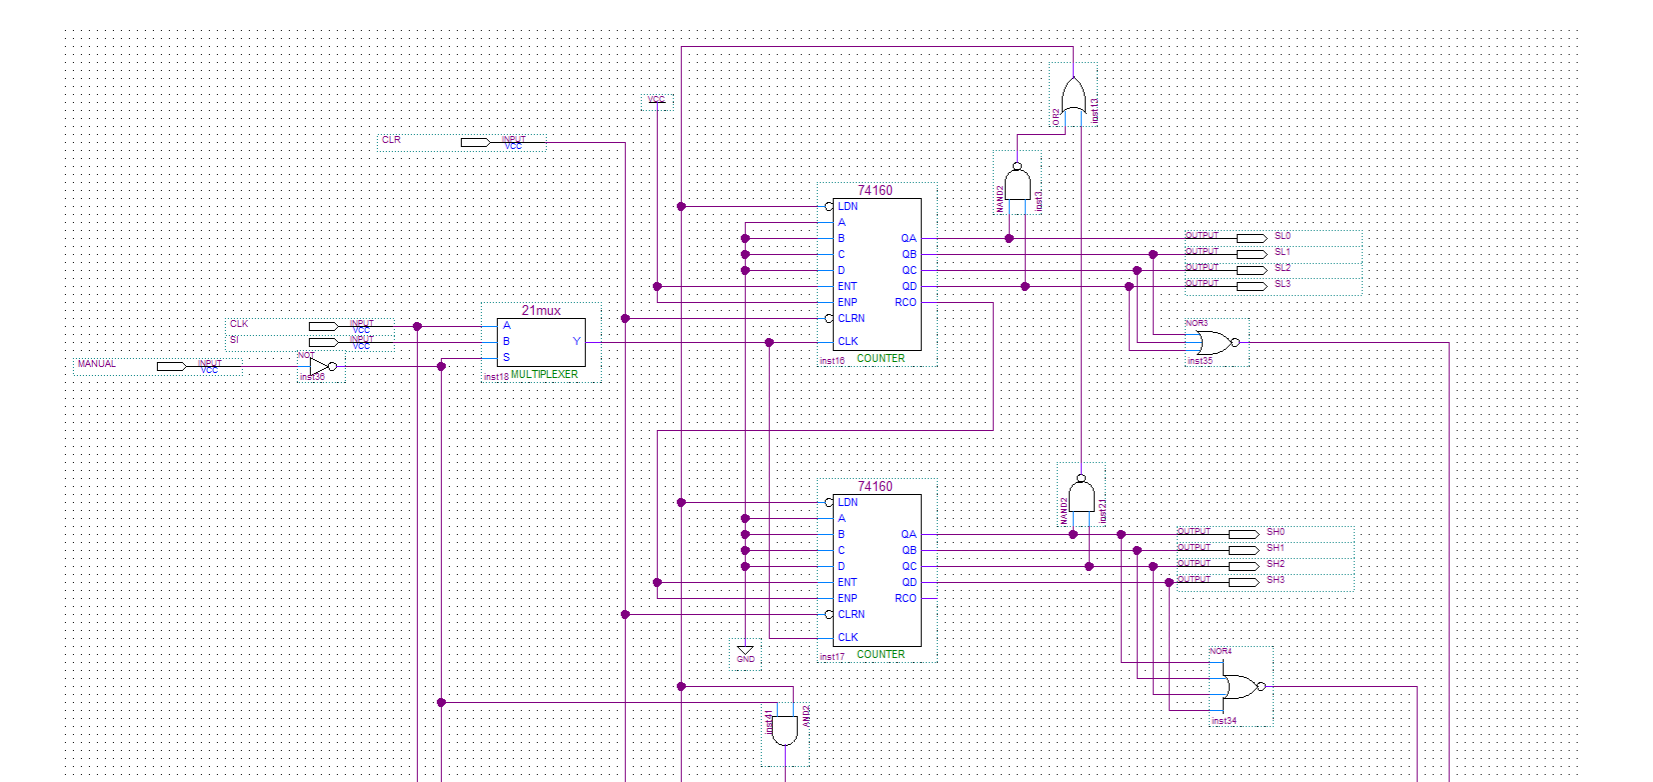 OR2
inst13
VCC
CLR
INPUT
VCC
NAND2
inst3
74160
LDN
A
B
C
D
ENT
ENP
CLRN
CLK
QA
QB
QC
QD
RCO
inst16
COUNTER
OUTPUT
SL0
OUTPUT
SL1
OUTPUT
SL2
OUTPUT
SL3
NOR3
inst35
CLK
INPUT
VCC
SI
INPUT
VCC
MANUAL
INPUT
VCC
NOT
inst36
21mux
A
B
S
Y
inst18
MULTIPLEXER
NAND2
inst21
74160
LDN
A
B
C
D
ENT
ENP
CLRN
CLK
QA
QB
QC
QD
RCO
inst17
COUNTER
OUTPUT
SH0
OUTPUT
SH1
OUTPUT
SH2
OUTPUT
SH3
GND
NOR4
inst34
inst41
AND2